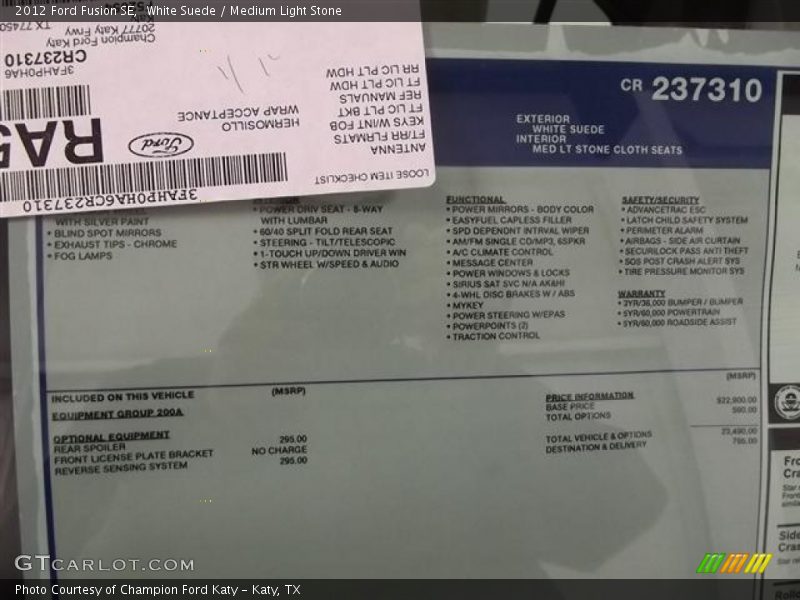 2012 Ford Fusion SE, - White Suede / Medium Light Stone
20777 Katy Frwy
Champion Ford Katy
CR237310
3FAHP0HA6
HERMOSILLO
WRAP ACCEPTANCE
Ford
3FAHP0HA6CR237310
LOOSE ITEM CHECKLIST
ANTENNA
FT/RR FLRMATS
KEYS W/INT FOB
FT LIC PLT BKT
REF MANUALS
FT LIC PLT HDW
RR LIC PLT HDW
CR 237310
EXTERIOR
WHITE SUEDE
INTERIOR
MED LT STONE CLOTH SEATS
WITH SILVER PAINT
• BLIND SPOT MIRRORS
• EXHAUST TIPS - CHROME
• FOG LAMPS
• POWER DRIV SEAT - 8-WAY
WITH LUMBAR
• 60/40 SPLIT FOLD REAR SEAT
• STEERING - TILT/TELESCOPIC
• 1-TOUCH UP/DOWN DRIVER WIN
• STR WHEEL W/SPEED & AUDIO
FUNCTIONAL
• POWER MIRRORS - BODY COLOR
• EASYFUEL CAPLESS FILLER
• SPD DEPENDNT INTRVAL WIPER
• AM/FM SINGLE CD/MP3, 6SPKR
• A/C CLIMATE CONTROL
• MESSAGE CENTER
• POWER WINDOWS & LOCKS
• SIRIUS SAT SVC N/A AK&HI
• 4-WHL DISC BRAKES W / ABS
• MYKEY
• POWER STEERING W/EPAS
• POWERPOINTS (2)
• TRACTION CONTROL
SAFETY/SECURITY
• ADVANCETRAC ESC
• LATCH CHILD SAFETY SYSTEM
• PERIMETER ALARM
• AIRBAGS - SIDE AIR CURTAIN
• SECURILOCK PASS ANTI THEFT
• SOS POST CRASH ALERT SYS
• TIRE PRESSURE MONITOR SYS
WARRANTY
• 3YR/36,000 BUMPER / BUMPER
• 5YR/60,000 POWERTRAIN
• 5YR/60,000 ROADSIDE ASSIST
INCLUDED ON THIS VEHICLE (MSRP)
EQUIPMENT GROUP 200A
OPTIONAL EQUIPMENT
REAR SPOILER 295.00
FRONT LICENSE PLATE BRACKET NO CHARGE
REVERSE SENSING SYSTEM 295.00
(MSRP)
PRICE INFORMATION
BASE PRICE $22,900.00
TOTAL OPTIONS 590.00
TOTAL VEHICLE & OPTIONS 23,490.00
DESTINATION & DELIVERY 795.00
GTCARLOT.COM
Photo Courtesy of Champion Ford Katy - Katy, TX